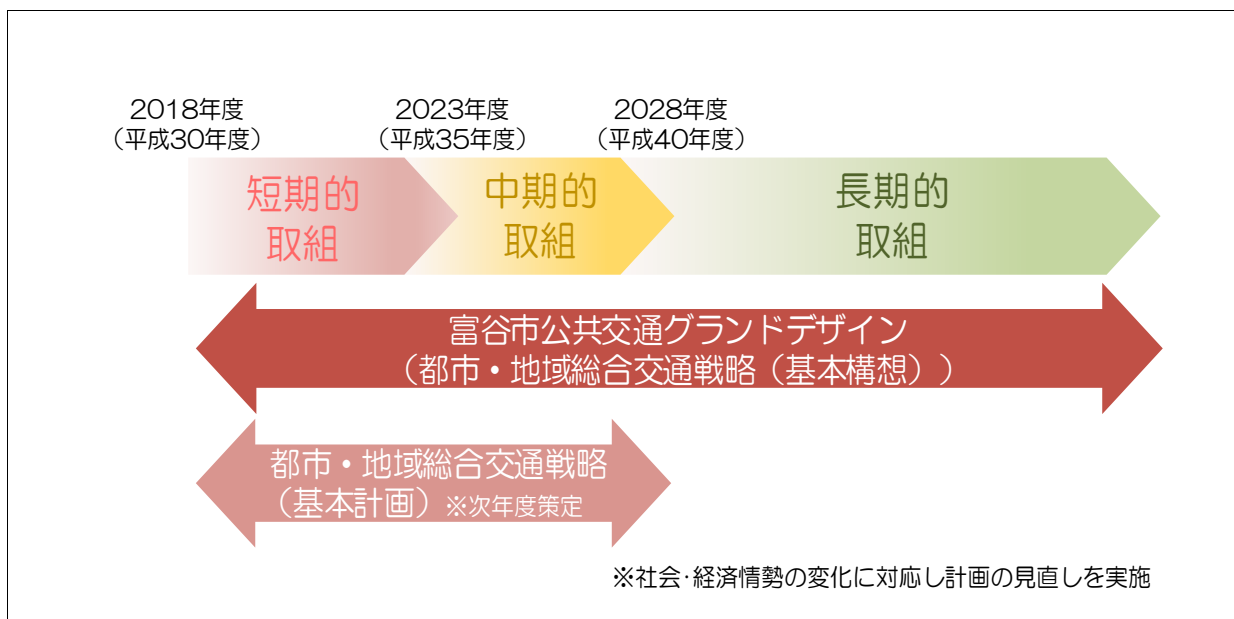 2018年度
（平成30年度）
2023年度
（平成35年度）
2028年度
（平成40年度）
短期的
取組
中期的
取組
長期的
取組
富谷市公共交通グランドデザイン
（都市・地域総合交通戦略（基本構想））
都市・地域総合交通戦略
（基本計画）※次年度策定
※社会・経済情勢の変化に対応し計画の見直しを実施